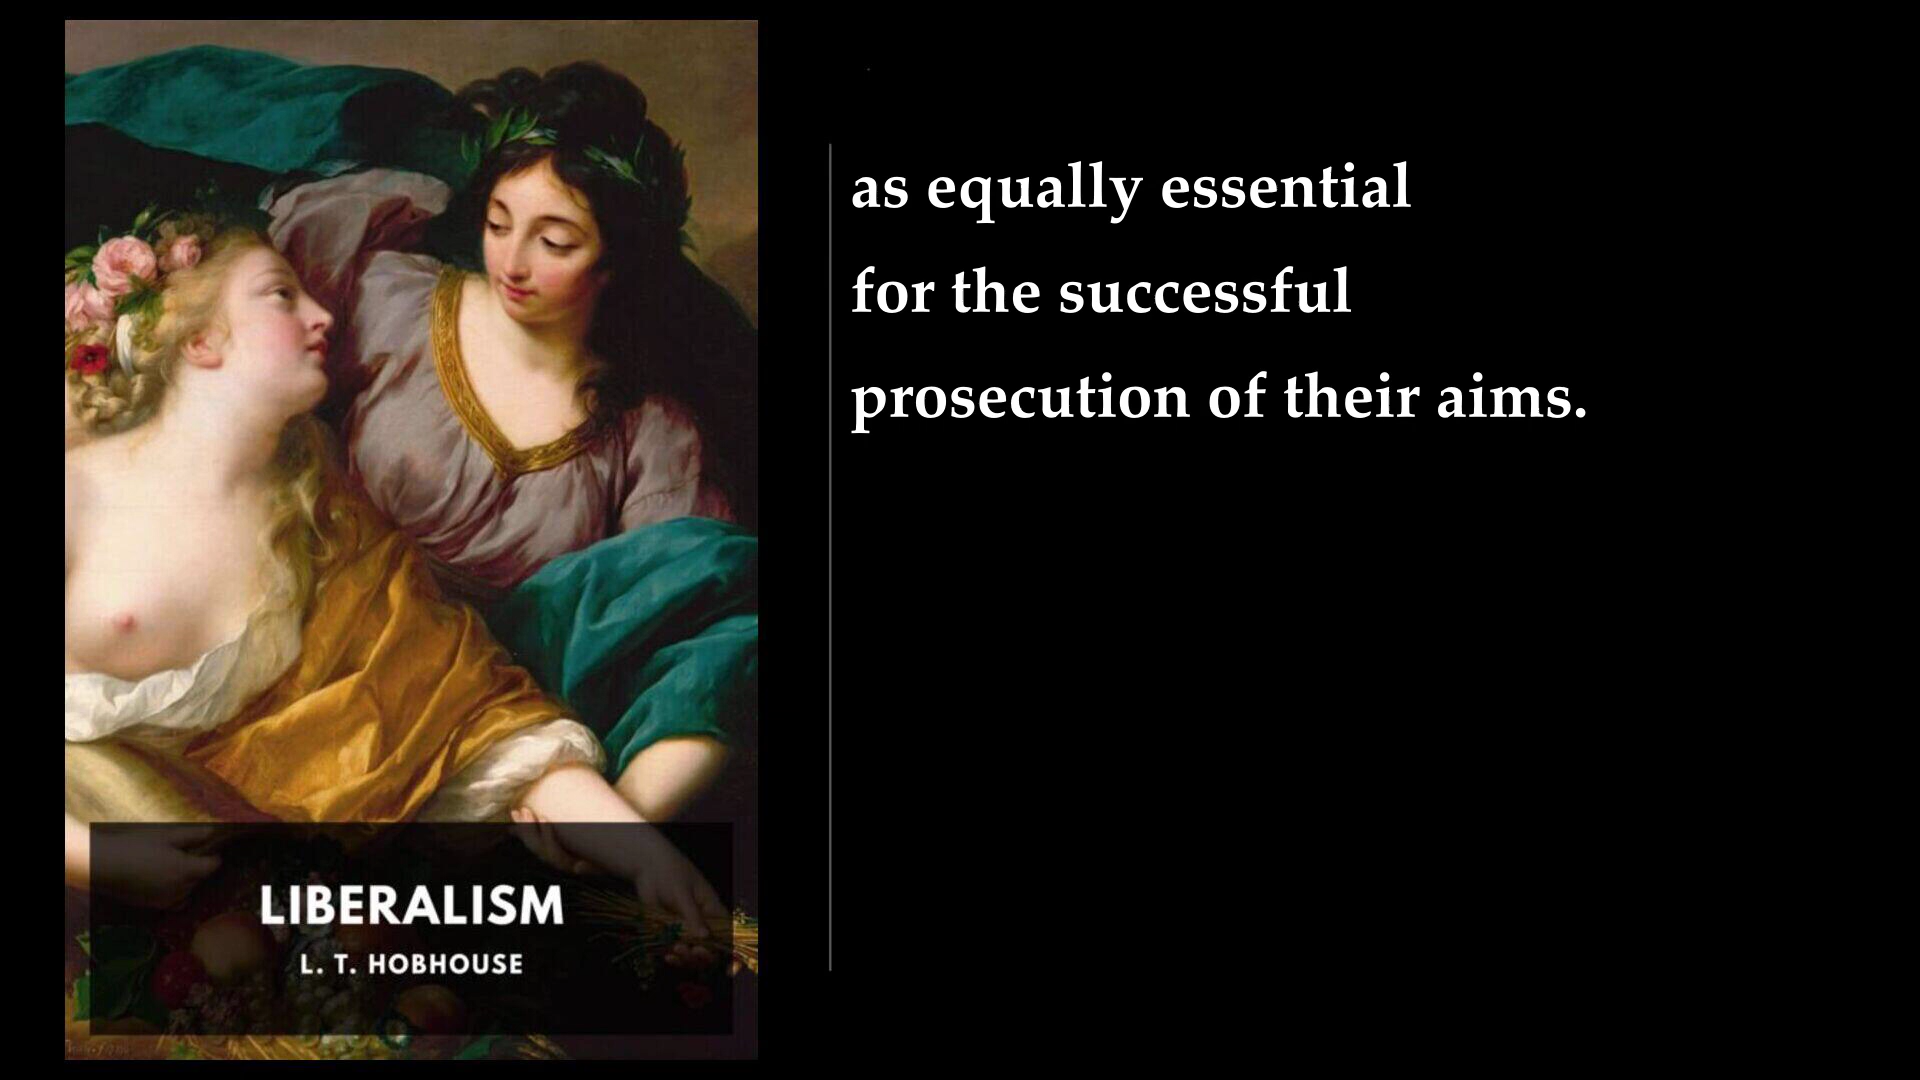 LIBERALISM
L. T. HOBHOUSE
as equally essential
for the successful
prosecution of their aims.